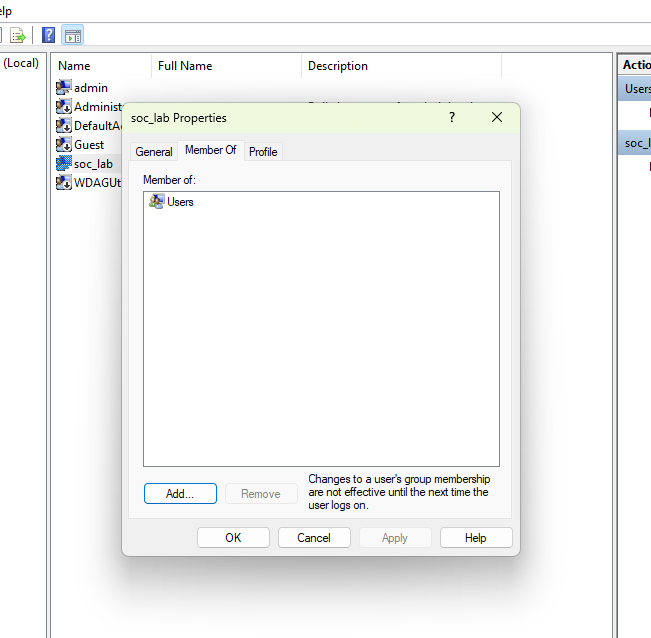 elp
(Local)
Name
Full Name
Description
Actio
admin
Administ
Users
DefaultAc
Guest
soc_lab
soc_l
WDAGUt
soc_lab Properties
?
General
Member Of
Profile
Member of:
Users
Add...
Remove
Changes to a user's group membership
are not effective until the next time the
user logs on.
OK
Cancel
Apply
Help